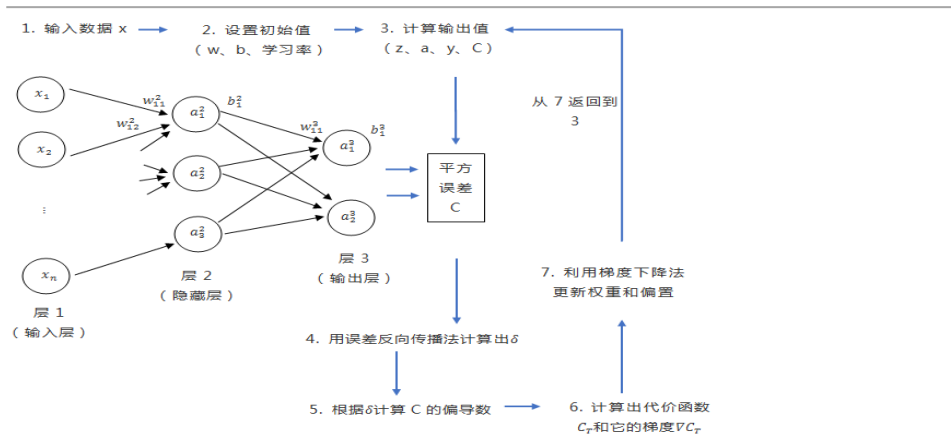 1. 输入数据 x
2. 设置初始值
（w、b、学习率）
3. 计算输出值
（z、a、y、C）
x₁
w²₁₁
b²₁
a²₁
w²₁₂
x₂
w³₁₁
b³₁
a³₁
从 7 返回到
3
a²₂
平方
误差
C
⋮
a³₂
a²₃
xₙ
层 1
（输入层）
层 2
（隐藏层）
层 3
（输出层）
7. 利用梯度下降法
更新权重和偏置
4. 用误差反向传播法计算出δ
5. 根据δ计算 C 的偏导数
6. 计算出代价函数
C_T和它的梯度∇C_T